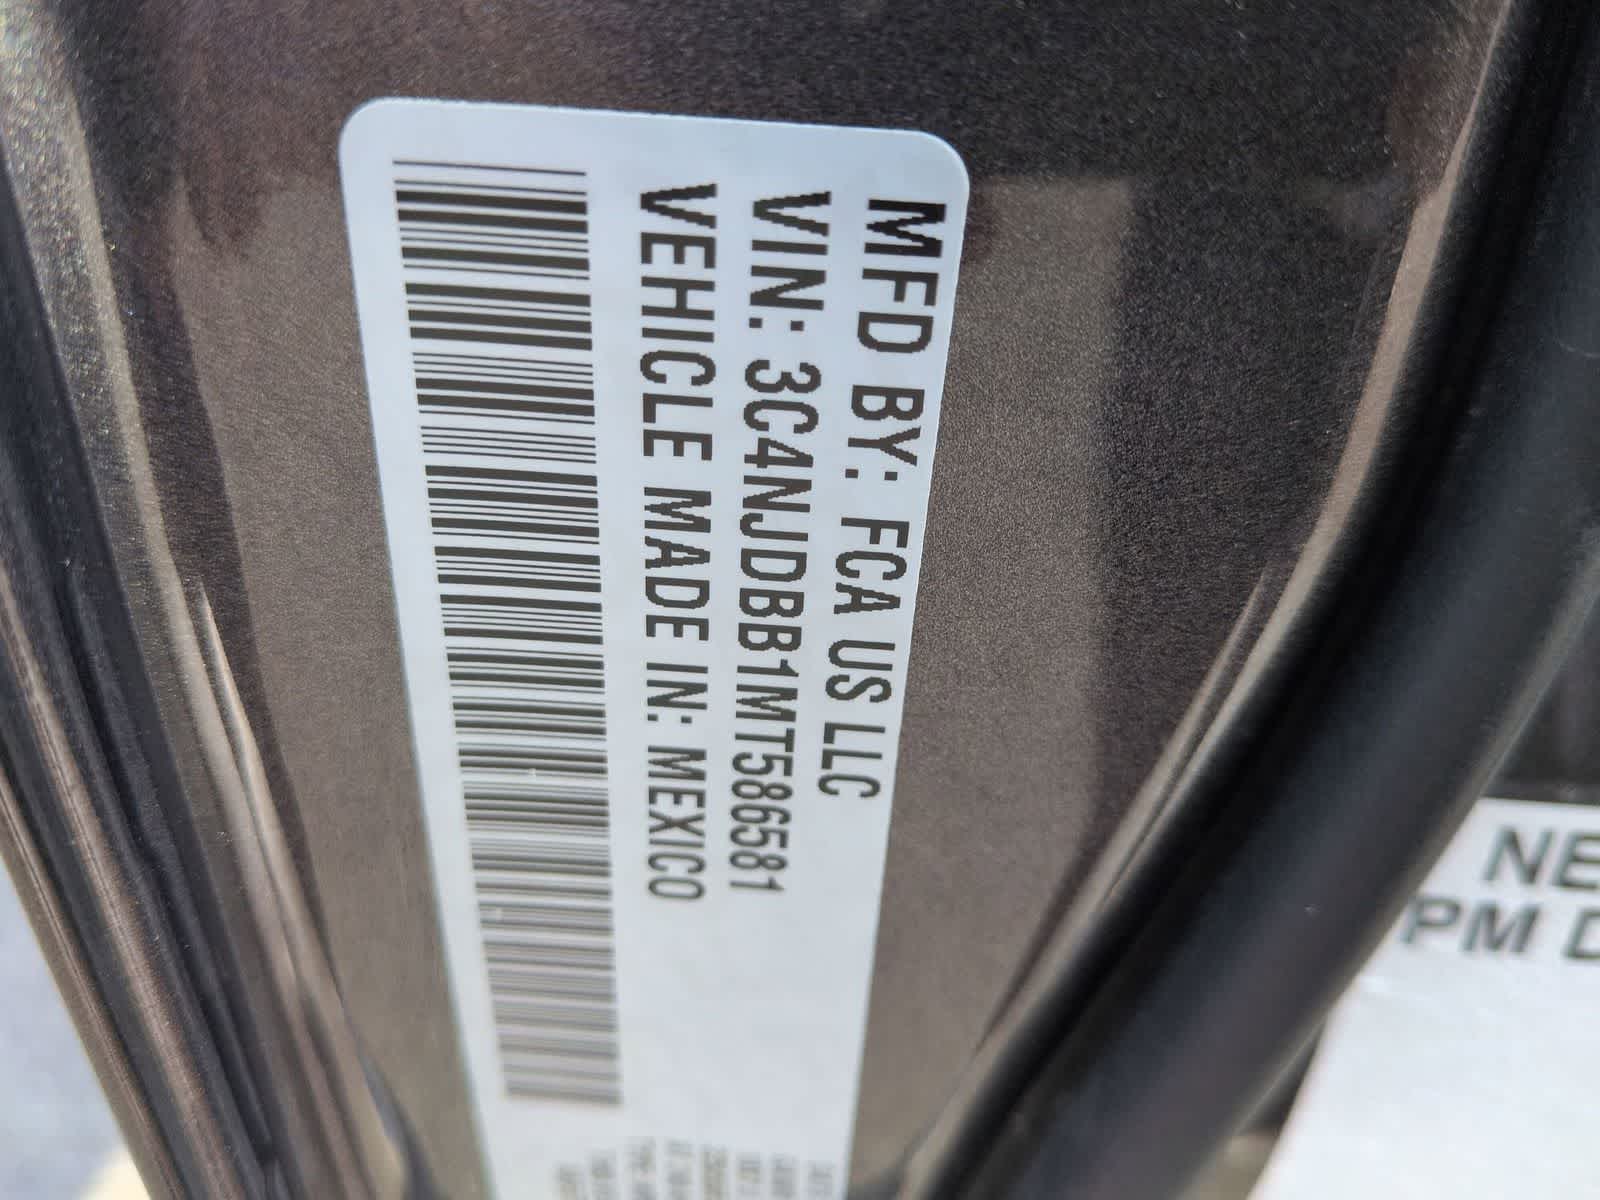 MFD BY: FCA US LLC
VIN: 3C4NJDBB1MT586581
VEHICLE MADE IN: MEXICO
NE
PM D